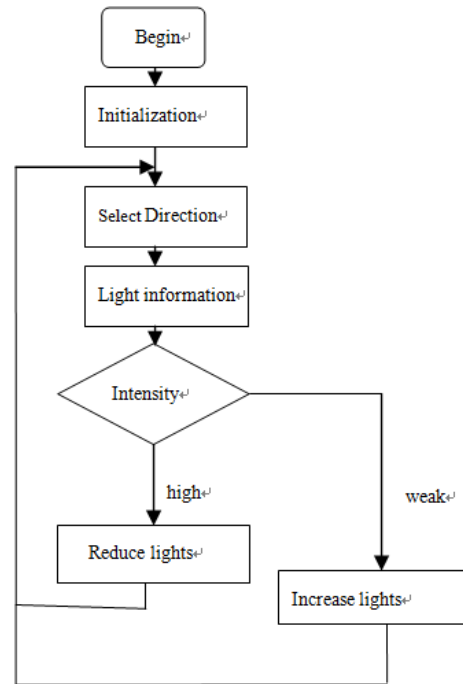 Begin
Initialization
Select Direction
Light information
Intensity
high
weak
Reduce lights
Increase lights